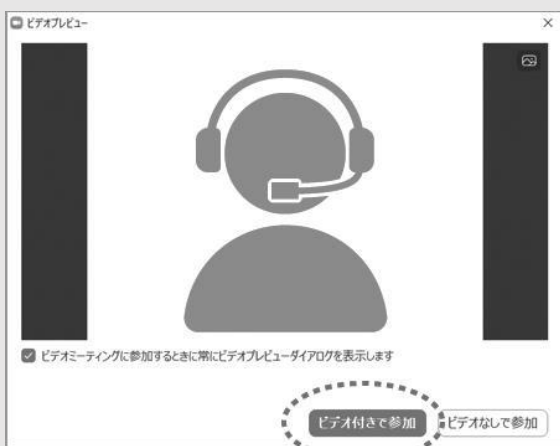 ビデオプレビュー
ビデオミーティングに参加するときに常にビデオプレビューダイアログを表示します
ビデオ付きで参加
ビデオなしで参加